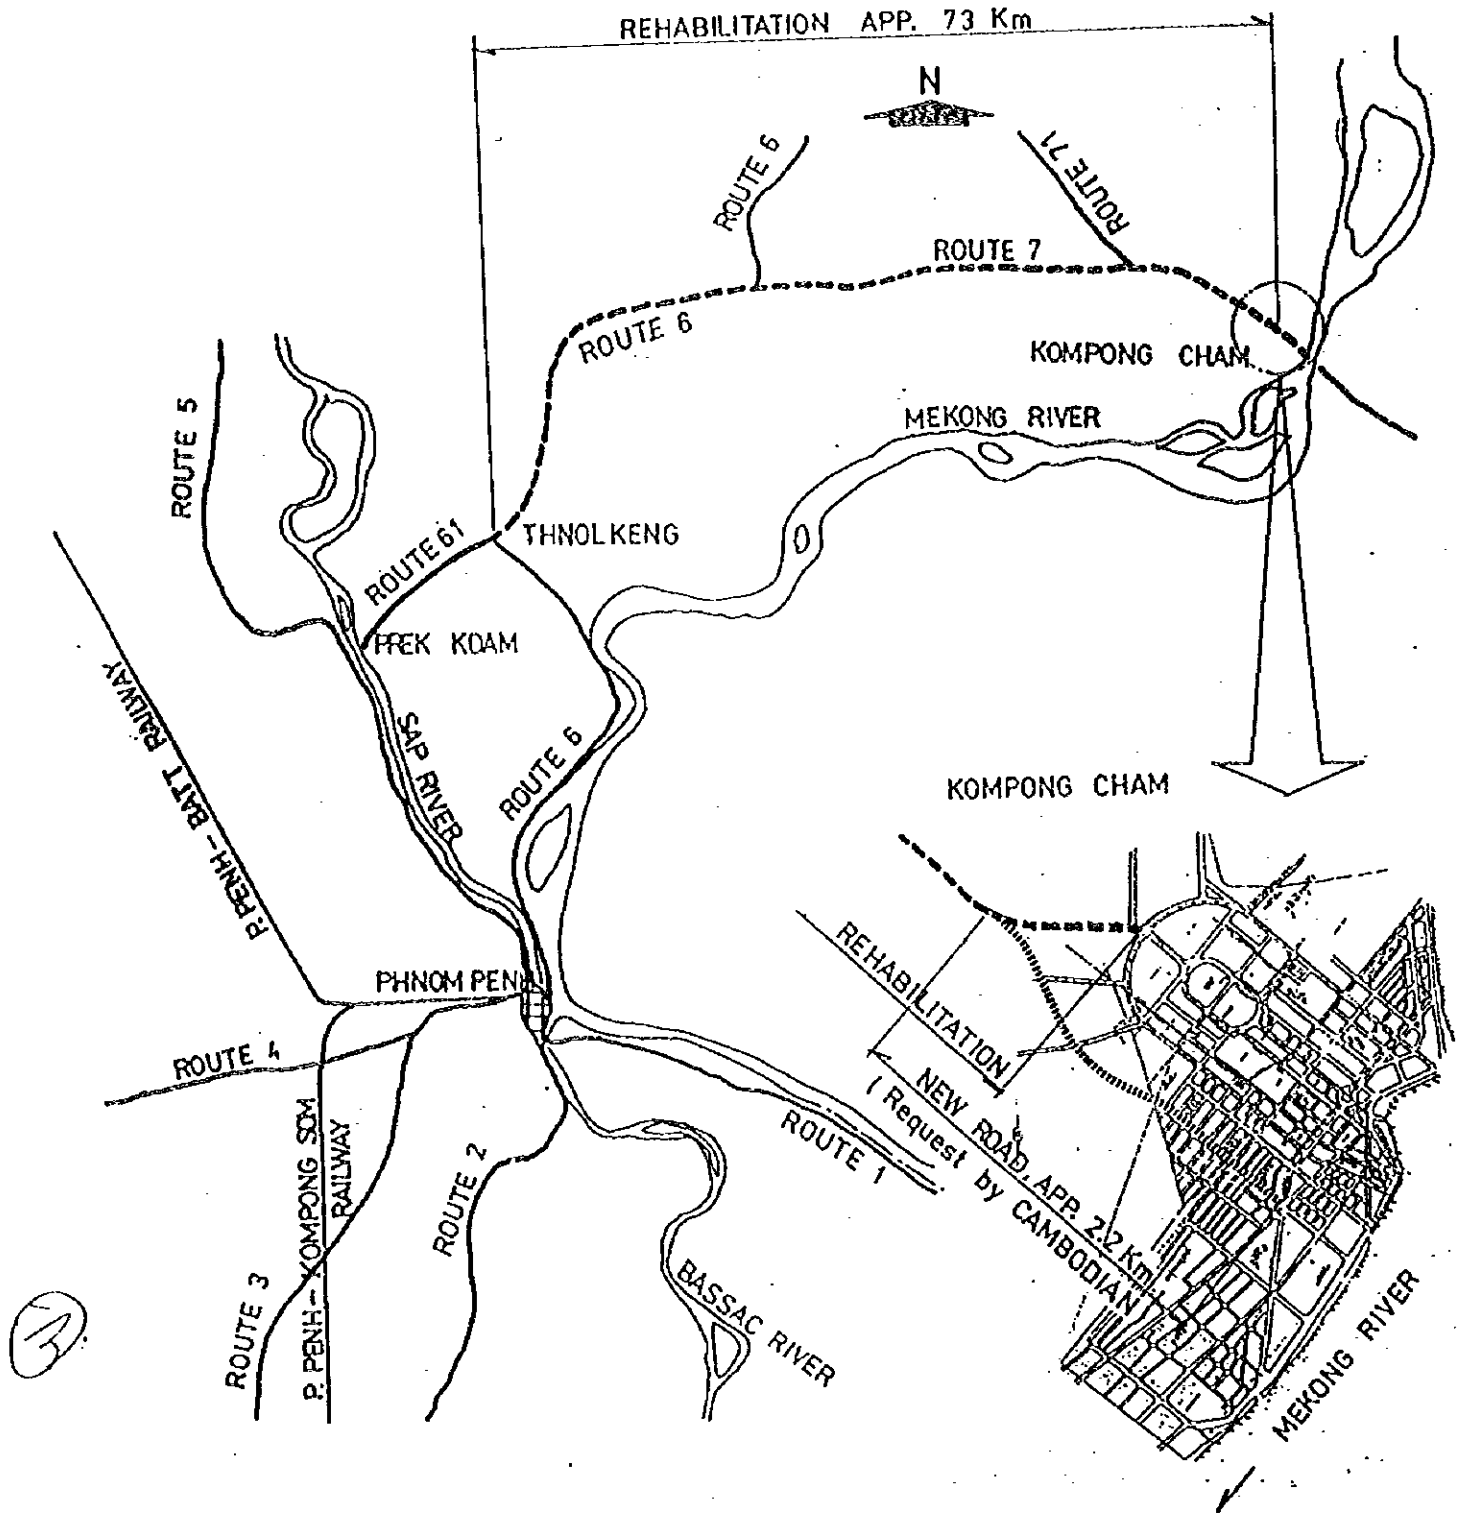 REHABILITATION APP. 73 Km
N
ROUTE 6
ROUTE 71
ROUTE 7
ROUTE 6
KOMPONG CHAM
ROUTE 5
MEKONG RIVER
ROUTE 61
THNOLKENG
PREK KOAM
P. PENH - BATT RAILWAY
SAP RIVER
ROUTE 6
KOMPONG CHAM
REHABILITATION
PHNOM PENH
ROUTE 4
NEW ROAD, APP. 2.2 Km
( Request by CAMBODIAN
ROUTE 1
P. PENH - KOMPONG SOM
RAILWAY
ROUTE 2
ROUTE 3
BASSAC RIVER
MEKONG RIVER